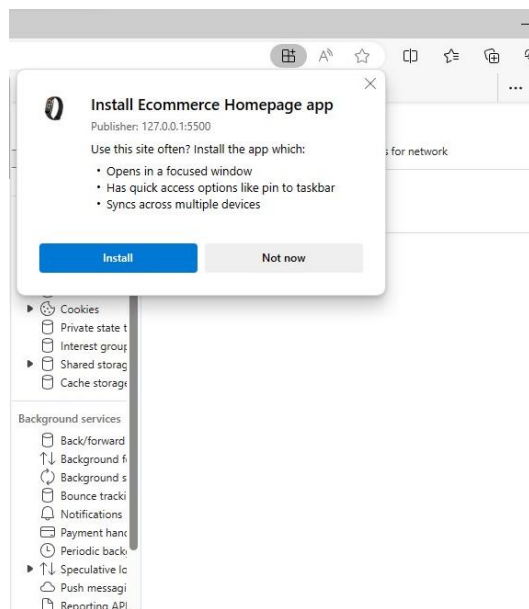 Install Ecommerce Homepage app
Publisher: 127.0.0.1:5500
Use this site often? Install the app which:
• Opens in a focused window
• Has quick access options like pin to taskbar
• Syncs across multiple devices
for network
Install
Not now
Cookies
Private state t
Interest group
Shared storag
Cache storage
Background services
Back/forward
Background f
Background s
Bounce tracki
Notifications
Payment hand
Periodic back
Speculative lo
Push messagi
Reporting API